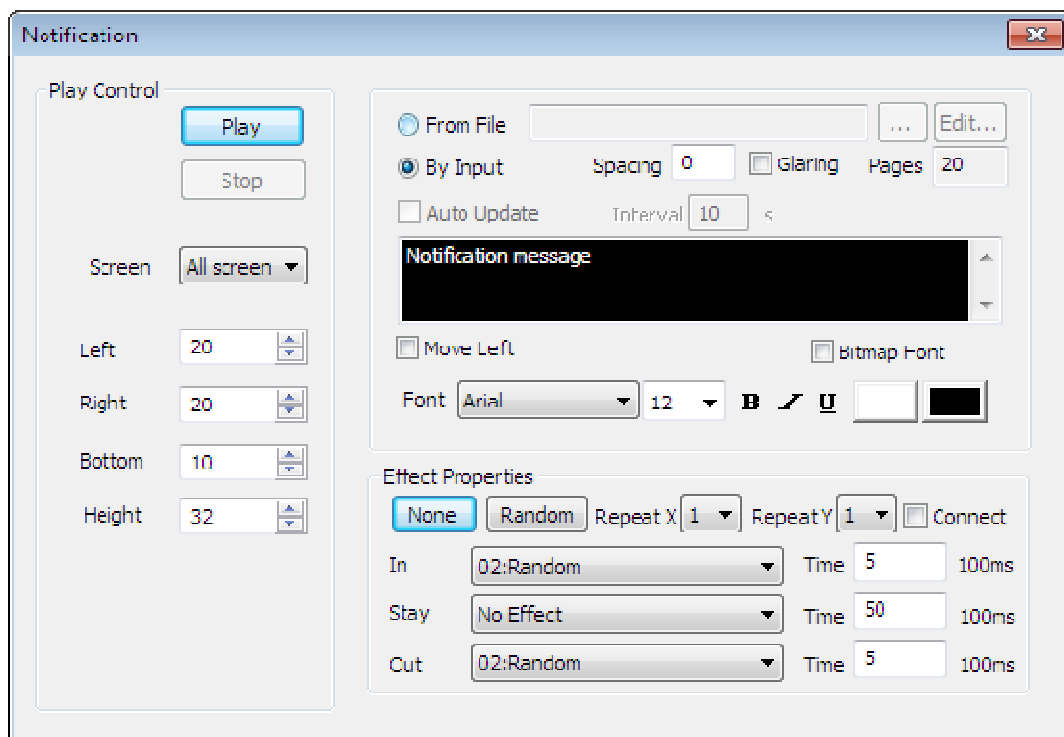 Notification
Play Control
Play
Stop
Screen All screen
Left 20
Right 20
Bottom 10
Height 32
From File ... Edit...
By Input Spacing 0 Glaring Pages 20
Auto Update Interval 10 s
Notification message
Move Left Bitmap Font
Font Arial 12 B I U
Effect Properties
None Random Repeat X 1 Repeat Y 1 Connect
In 02:Random Time 5 100ms
Stay No Effect Time 50 100ms
Out 02:Random Time 5 100ms